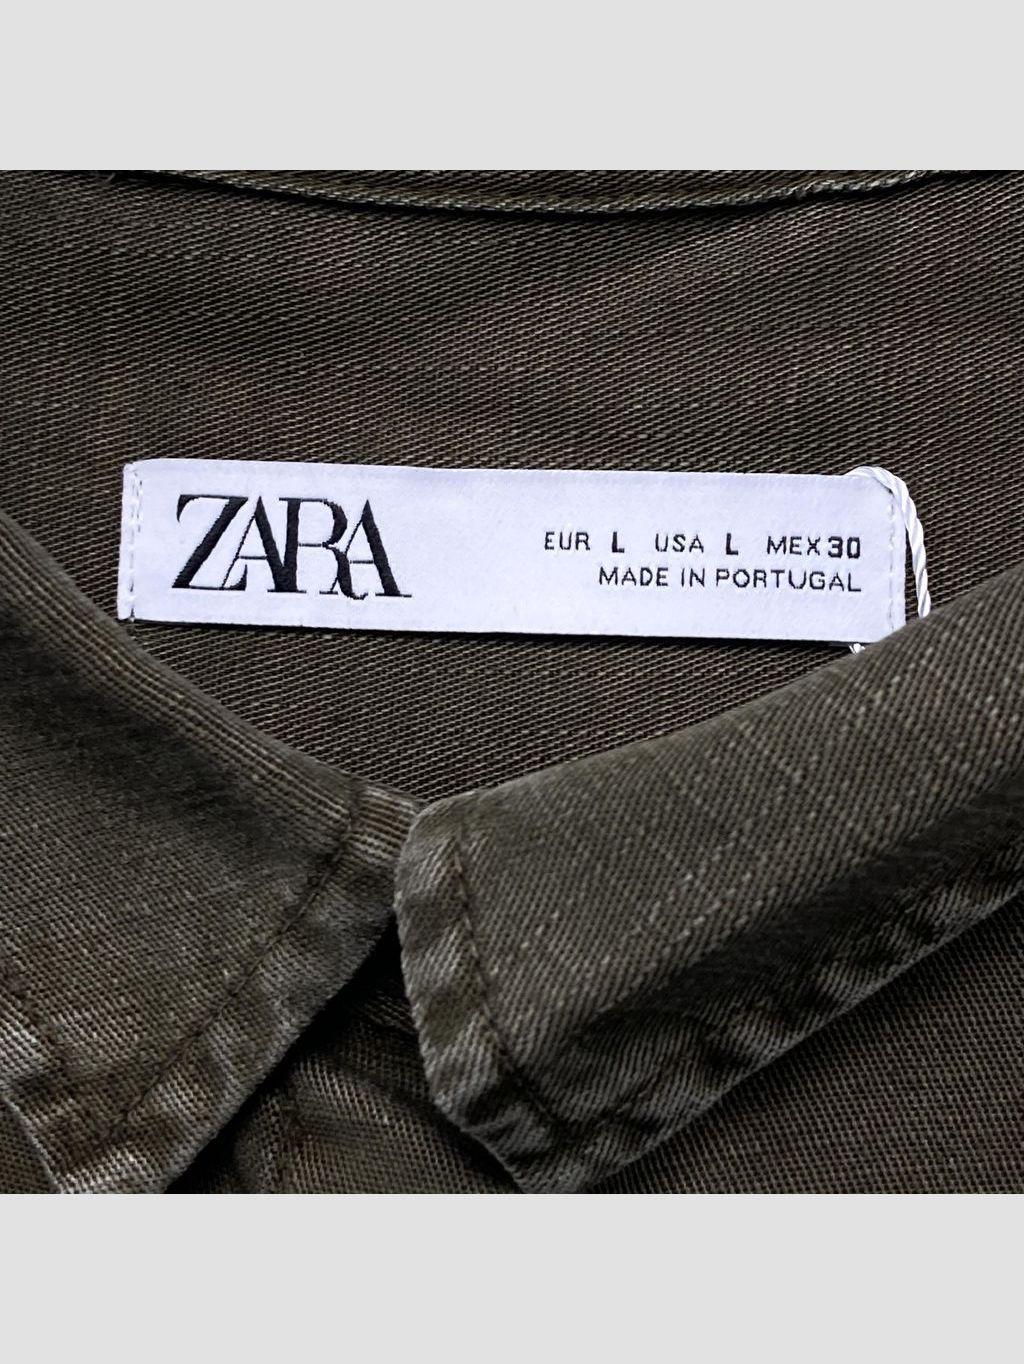 ZARA
EUR L USA L MEX 30
MADE IN PORTUGAL